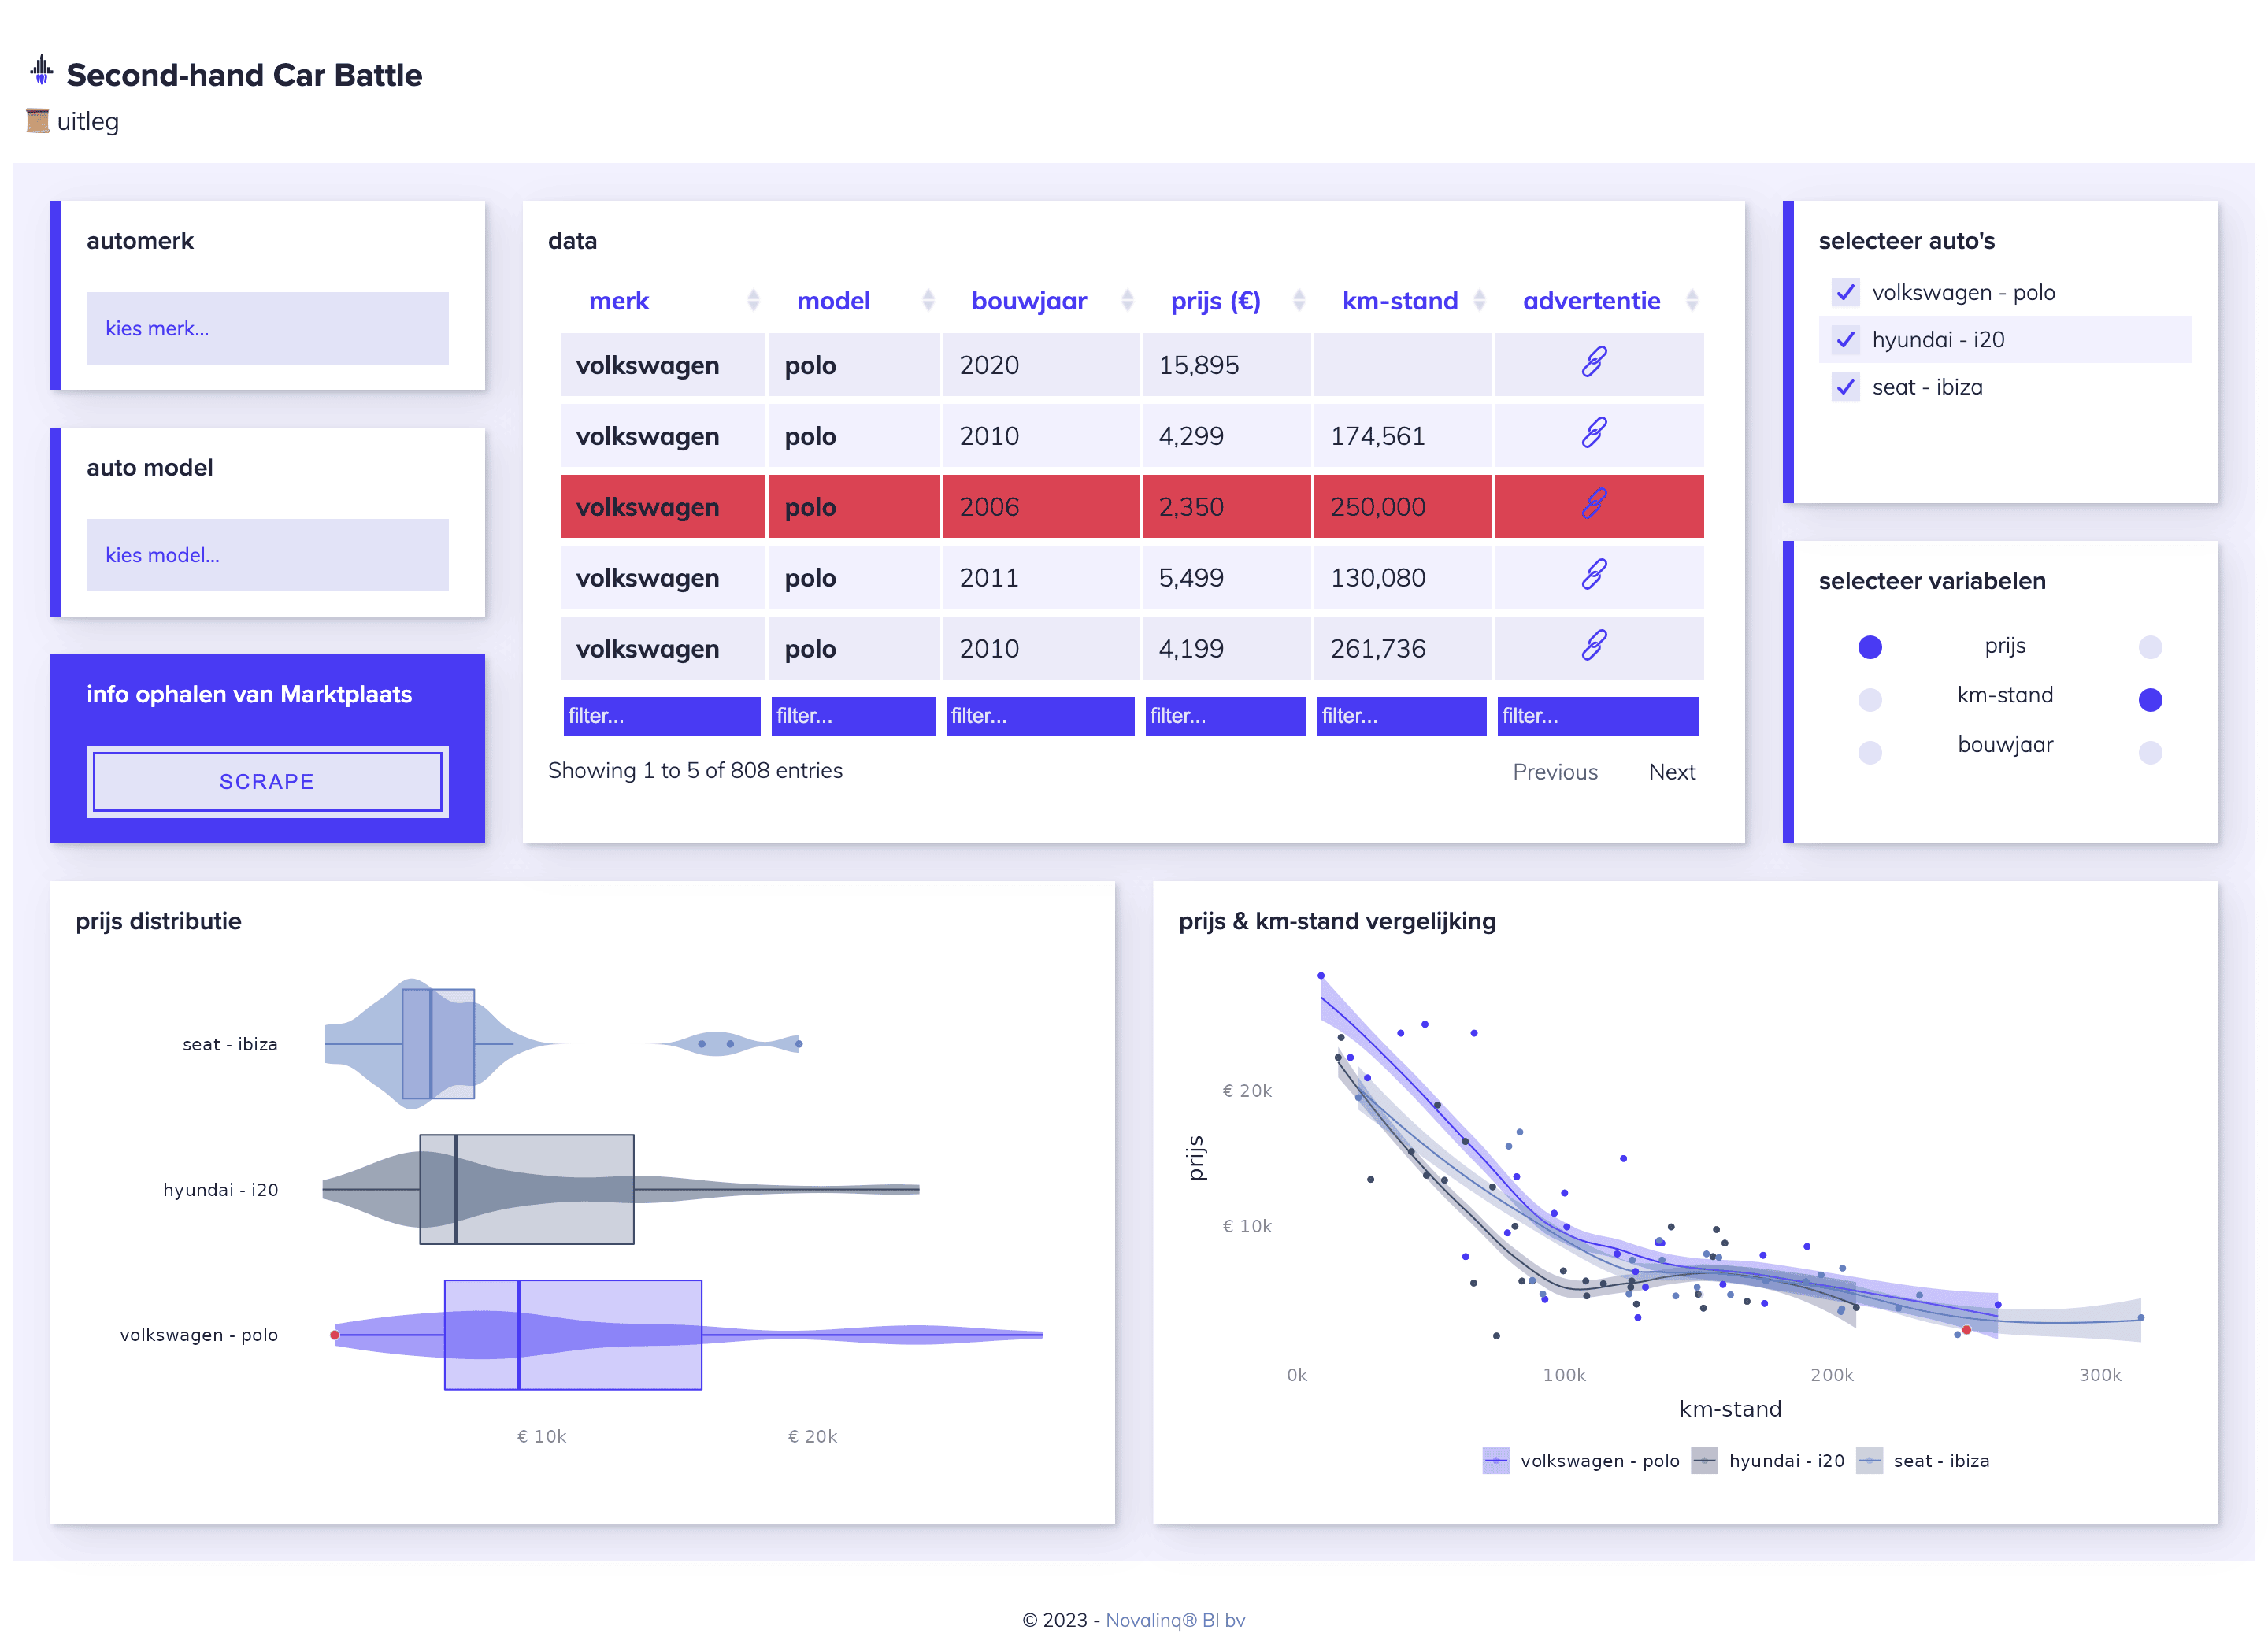 Second-hand Car Battle
uitleg
automerk
kies merk...
auto model
kies model...
info ophalen van Marktplaats
SCRAPE
data
merk model bouwjaar prijs (€) km-stand advertentie
volkswagen polo 2020 15,895
volkswagen polo 2010 4,299 174,561
volkswagen polo 2006 2,350 250,000
volkswagen polo 2011 5,499 130,080
volkswagen polo 2010 4,199 261,736
filter... filter... filter... filter... filter... filter...
Showing 1 to 5 of 808 entries
Previous Next
selecteer auto's
volkswagen - polo
hyundai - i20
seat - ibiza
selecteer variabelen
prijs
km-stand
bouwjaar
prijs distributie
seat - ibiza
hyundai - i20
volkswagen - polo
€ 10k € 20k
prijs & km-stand vergelijking
€ 20k
prijs
€ 10k
0k 100k 200k 300k
km-stand
volkswagen - polo hyundai - i20 seat - ibiza
© 2023 - Novalinq® BI bv